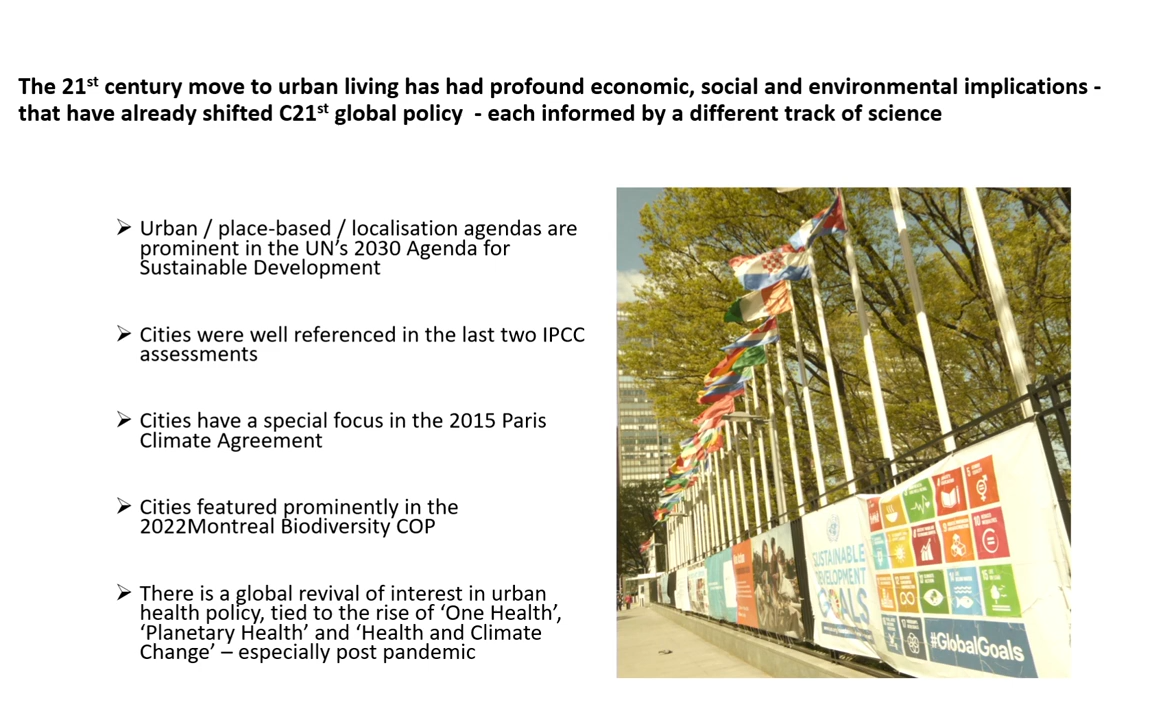 The 21st century move to urban living has had profound economic, social and environmental implications -
that have already shifted C21st global policy - each informed by a different track of science
➢ Urban / place-based / localisation agendas are
prominent in the UN's 2030 Agenda for
Sustainable Development
➢ Cities were well referenced in the last two IPCC
assessments
➢ Cities have a special focus in the 2015 Paris
Climate Agreement
➢ Cities featured prominently in the
2022Montreal Biodiversity COP
➢ There is a global revival of interest in urban
health policy, tied to the rise of ‘One Health’,
‘Planetary Health’ and ‘Health and Climate
Change’ – especially post pandemic
SUSTAINABLE
DEVELOPMENT
GOALS
#GlobalGoals